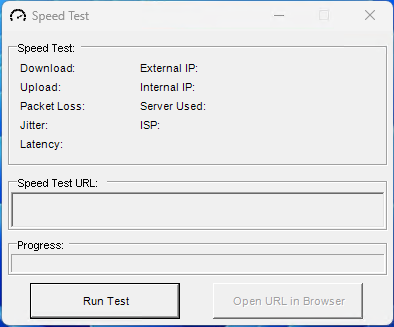 Speed Test
Speed Test:
Download:
External IP:
Upload:
Internal IP:
Packet Loss:
Server Used:
Jitter:
ISP:
Latency:
Speed Test URL:
Progress:
Run Test
Open URL in Browser